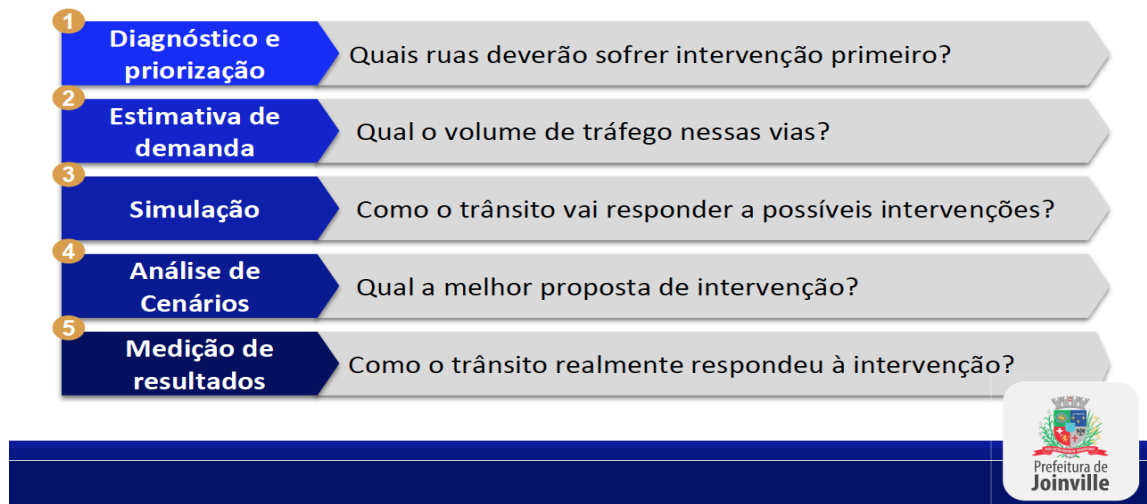 1
Diagnóstico e
priorização
Quais ruas deverão sofrer intervenção primeiro?
2
Estimativa de
demanda
Qual o volume de tráfego nessas vias?
3
Simulação
Como o trânsito vai responder a possíveis intervenções?
4
Análise de
Cenários
Qual a melhor proposta de intervenção?
5
Medição de
resultados
Como o trânsito realmente respondeu à intervenção?
Prefeitura de
Joinville